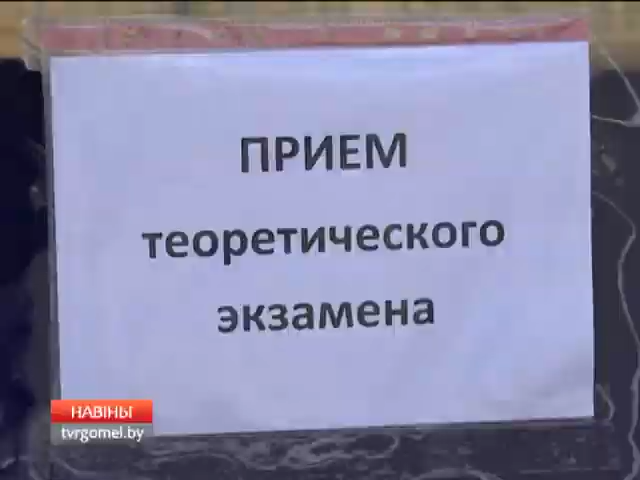 ПРИЕМ
теоретического
экзамена
НАВІНЫ
tvrgomel.by